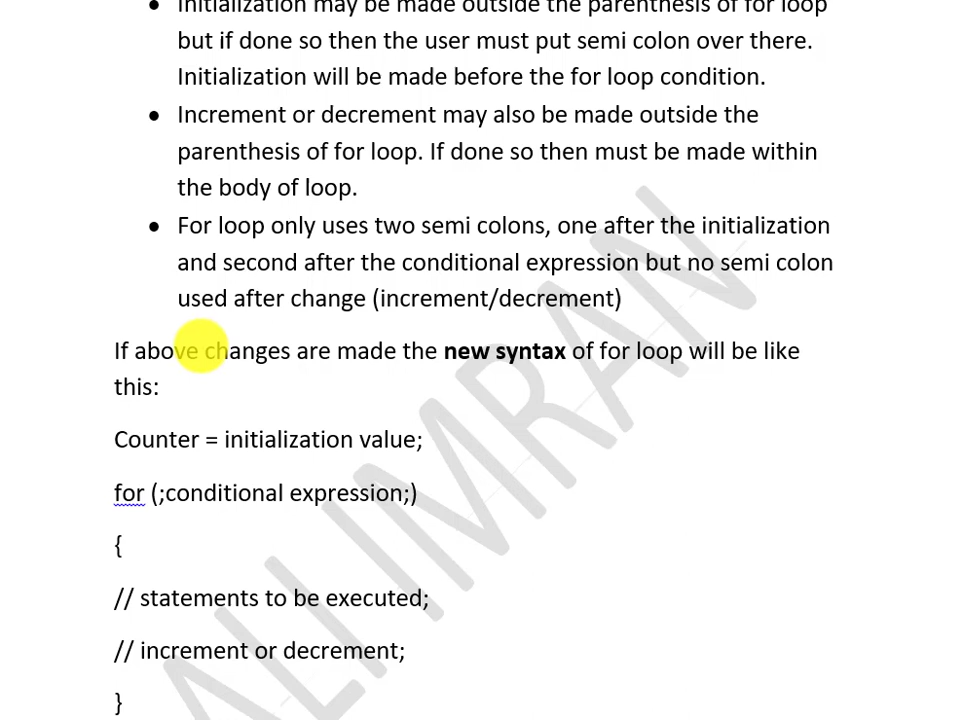 Initialization may be made outside the parenthesis of for loop
but if done so then the user must put semi colon over there.
Initialization will be made before the for loop condition.
Increment or decrement may also be made outside the
parenthesis of for loop. If done so then must be made within
the body of loop.
For loop only uses two semi colons, one after the initialization
and second after the conditional expression but no semi colon
used after change (increment/decrement)
If above changes are made the new syntax of for loop will be like
this:
Counter = initialization value;
for (;conditional expression;)
{
// statements to be executed;
// increment or decrement;
}
ALI IMRAN